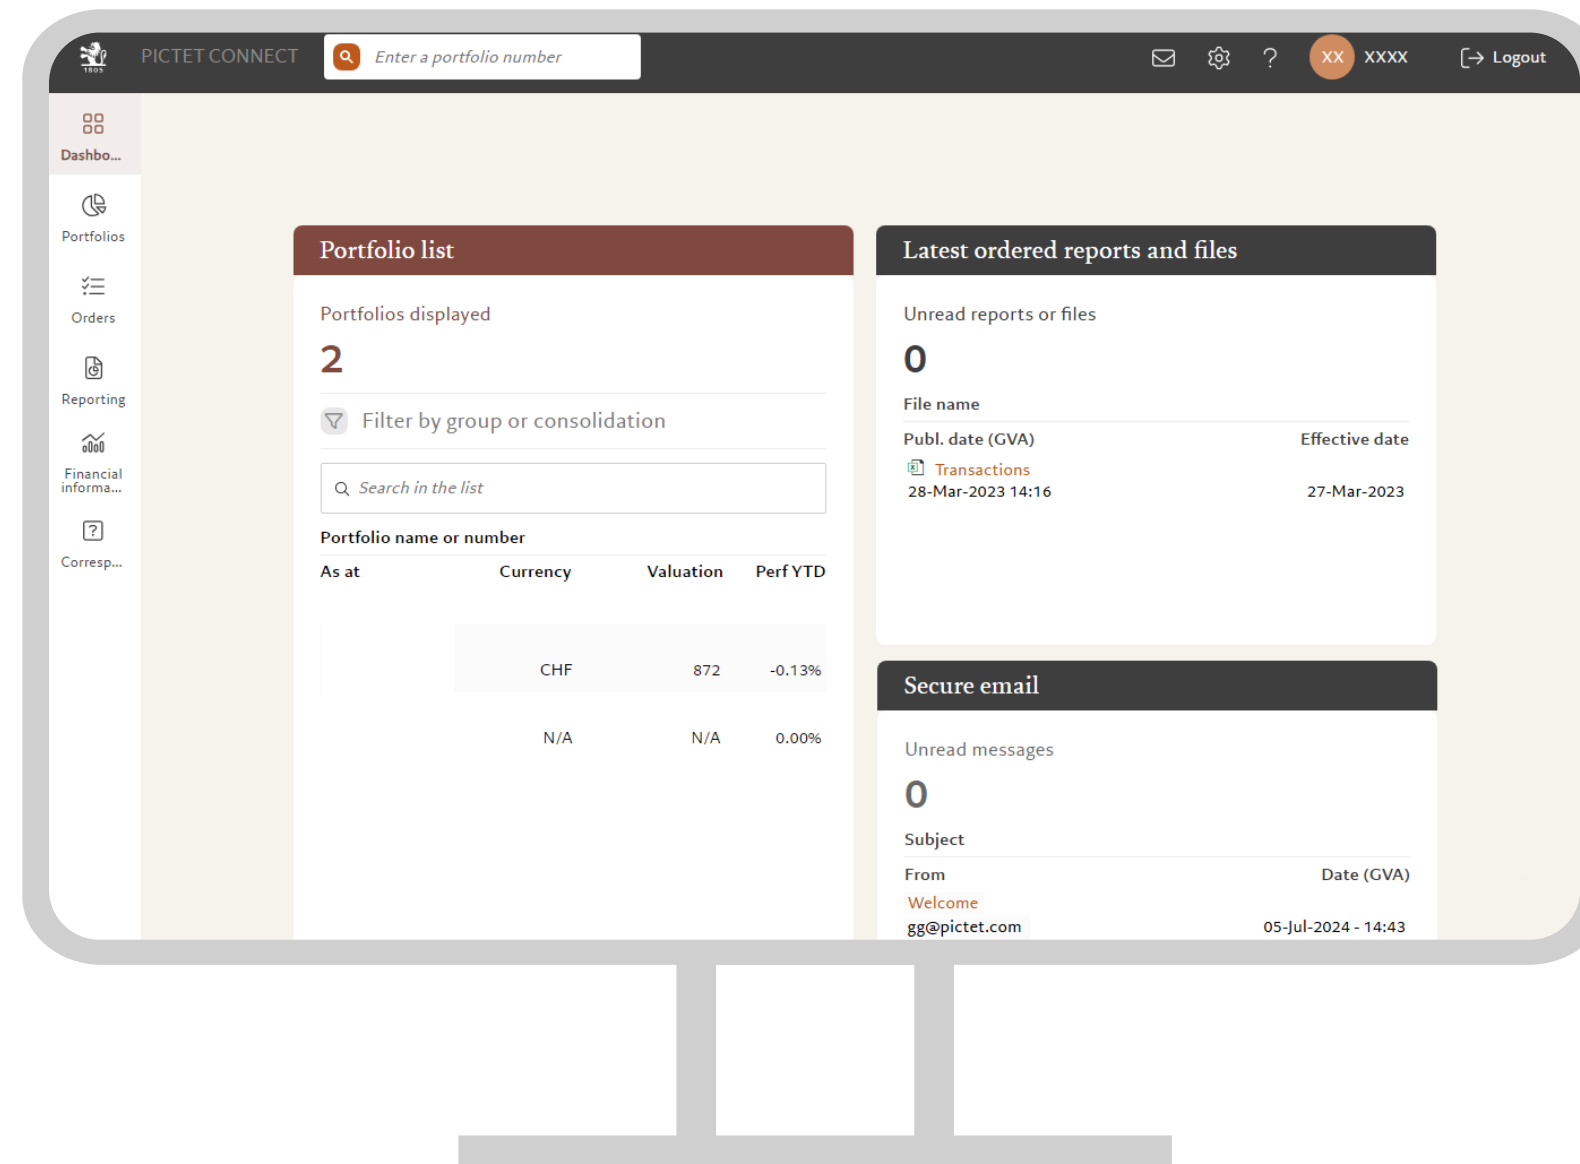 1805
PICTET CONNECT
Enter a portfolio number
?
XX
XXXX
Logout
Dashbo...
Portfolios
Orders
Reporting
Financial
informa...
?
Corresp...
Portfolio list
Portfolios displayed
2
Filter by group or consolidation
Search in the list
Portfolio name or number
As at Currency Valuation Perf YTD
CHF 872 -0.13%
N/A N/A 0.00%
Latest ordered reports and files
Unread reports or files
0
File name
Publ. date (GVA) Effective date
Transactions
28-Mar-2023 14:16 27-Mar-2023
Secure email
Unread messages
0
Subject
From Date (GVA)
Welcome
gg@pictet.com 05-Jul-2024 - 14:43